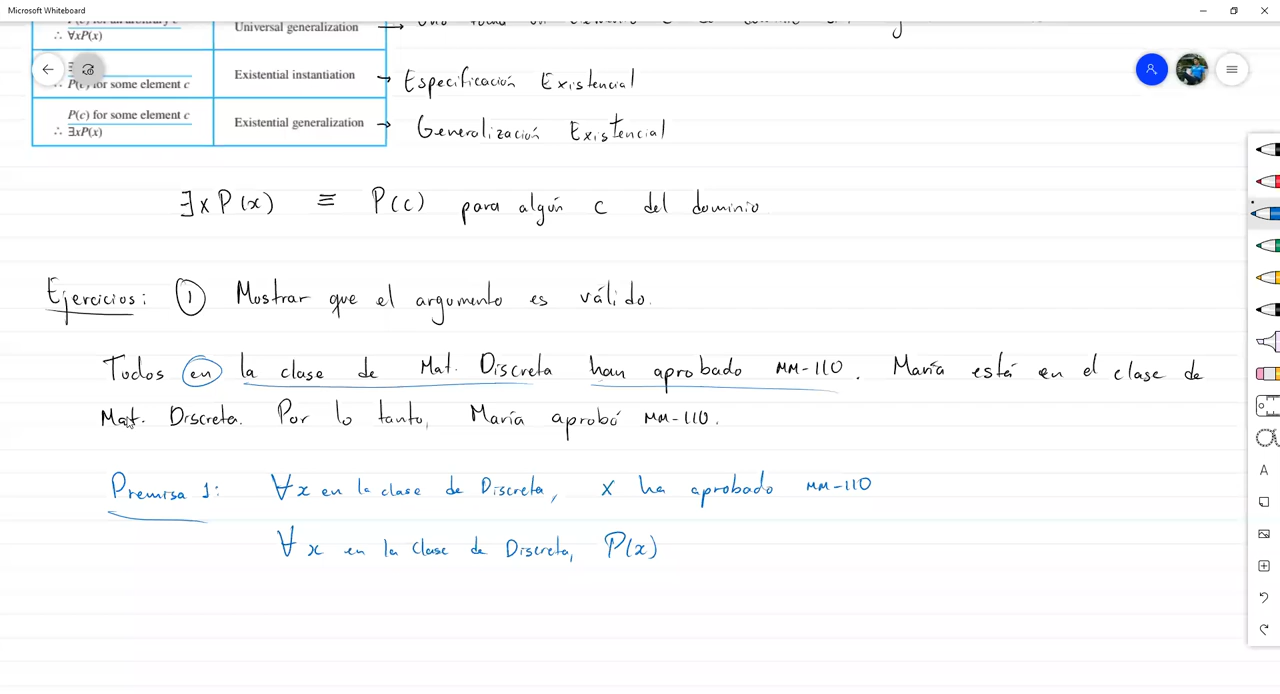 Microsoft Whiteboard
∴ ∀xP(x)
Universal generalization →
P(c) for some element c
Existential instantiation → Especificación Existencial
P(c) for some element c
∴ ∃xP(x)
Existential generalization → Generalización Existencial
∃x P(x) ≡ P(c) para algún c del dominio
Ejercicios: ① Mostrar que el argumento es válido.
Todos en la clase de Mat. Discreta han aprobado MM-110. María está en el clase de
Mat. Discreta. Por lo tanto, María aprobó MM-110.
Premisa 1: ∀x en la clase de Discreta, x ha aprobado MM-110
∀x en la clase de Discreta, P(x)
A